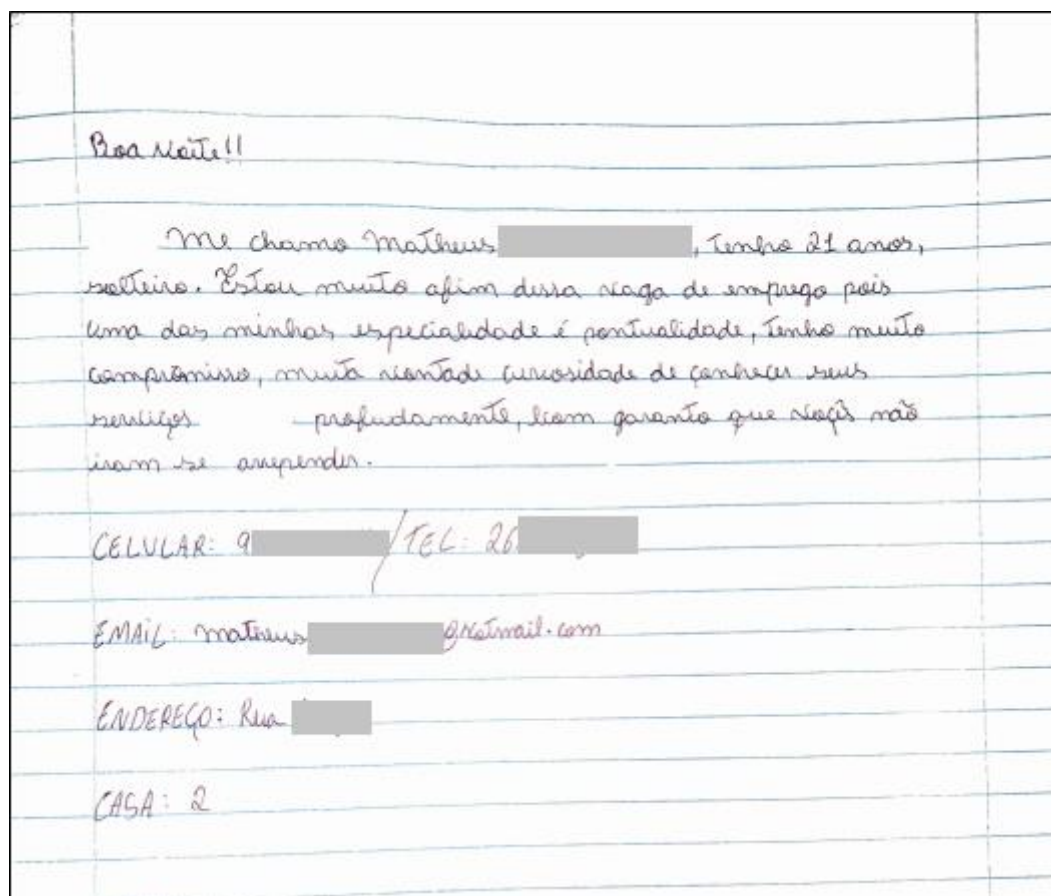 Boa Noite!!
Me chamo Matheus , tenho 21 anos,
solteiro. Estou muito afim dessa vaga de emprego pois
uma das minhas especialidade é pontualidade, tenho muito
compromisso, muita vontade curiosidade de conhecer seus
serviços profudamente, bom garanto que voçês não
iram se arrepender.
CELULAR: 9 / TEL: 26
EMAIL: matheus @hotmail.com
ENDEREÇO: Rua
CASA: 2